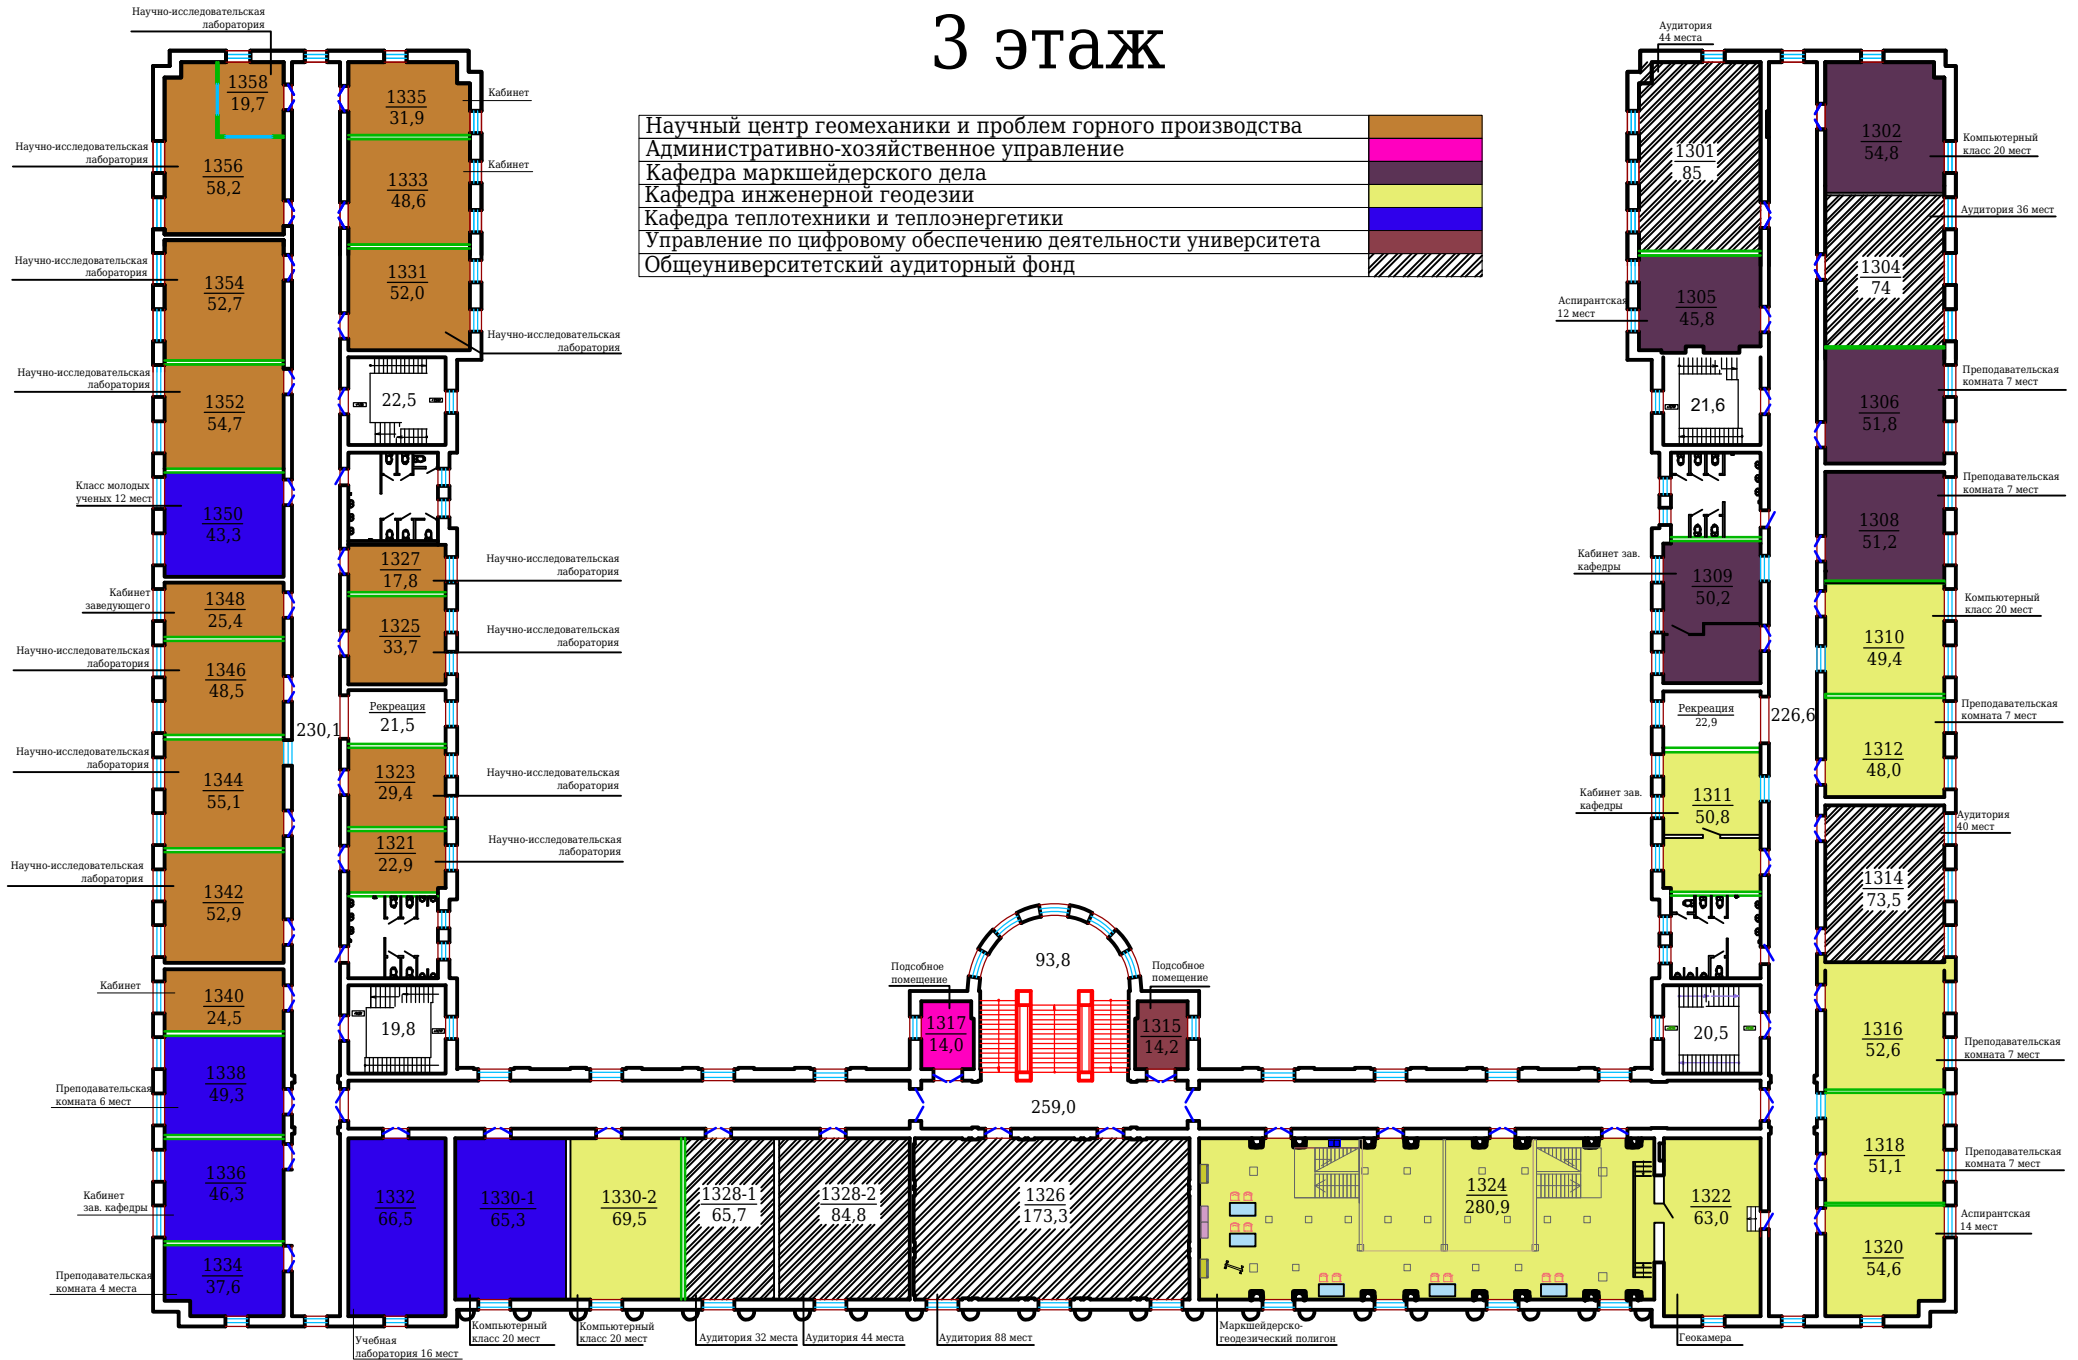 3 этаж
Научный центр геомеханики и проблем горного производства
Административно-хозяйственное управление
Кафедра маркшейдерского дела
Кафедра инженерной геодезии
Кафедра теплотехники и теплоэнергетики
Управление по цифровому обеспечению деятельности университета
Общеуниверситетский аудиторный фонд
Научно-исследовательская
лаборатория
1358
19,7
Научно-исследовательская
лаборатория
1356
58,2
Научно-исследовательская
лаборатория
1354
52,7
Научно-исследовательская
лаборатория
1352
54,7
Класс молодых
ученых 12 мест
1350
43,3
Кабинет
заведующего
1348
25,4
Научно-исследовательская
лаборатория
1346
48,5
Научно-исследовательская
лаборатория
1344
55,1
Научно-исследовательская
лаборатория
1342
52,9
Кабинет
1340
24,5
Преподавательская
комната 6 мест
1338
49,3
Кабинет
зав. кафедры
1336
46,3
Преподавательская
комната 4 места
1334
37,6
230,1
1335
31,9
Кабинет
1333
48,6
Кабинет
1331
52,0
Научно-исследовательская
лаборатория
22,5
1327
17,8
Научно-исследовательская
лаборатория
1325
33,7
Научно-исследовательская
лаборатория
Рекреация
21,5
1323
29,4
Научно-исследовательская
лаборатория
1321
22,9
Научно-исследовательская
лаборатория
19,8
1332
66,5
Учебная
лаборатория 16 мест
1330-1
65,3
Компьютерный
класс 20 мест
1330-2
69,5
Компьютерный
класс 20 мест
1328-1
65,7
Аудитория 32 места
1328-2
84,8
Аудитория 44 места
1326
173,3
Аудитория 88 мест
Подсобное
помещение
1317
14,0
93,8
Подсобное
помещение
1315
14,2
259,0
1324
280,9
Маркшейдерско-
геодезический полигон
1322
63,0
Геокамера
Аудитория
44 места
1301
85
Аспирантская
12 мест
1305
45,8
21,6
Кабинет зав.
кафедры
1309
50,2
Рекреация
22,9
226,6
Кабинет зав.
кафедры
1311
50,8
20,5
1302
54,8
Компьютерный
класс 20 мест
1304
74
Аудитория 36 мест
1306
51,8
Преподавательская
комната 7 мест
1308
51,2
Преподавательская
комната 7 мест
1310
49,4
Компьютерный
класс 20 мест
1312
48,0
Преподавательская
комната 7 мест
1314
73,5
Аудитория
40 мест
1316
52,6
Преподавательская
комната 7 мест
1318
51,1
Преподавательская
комната 7 мест
1320
54,6
Аспирантская
14 мест